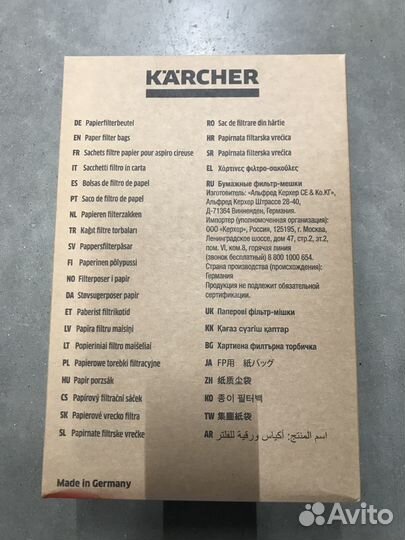 KÄRCHER
DE Papierfilterbeutel
EN Paper filter bags
FR Sachets filtre papier pour aspiro cireuse
IT Sacchetti filtro in carta
ES Bolsas de filtro de papel
PT Saco de filtro de papel
NL Papieren filterzakken
TR Kağıt filtre torbaları
SV Pappersfilterpåsar
FI Paperinen pölypussi
NO Filterposer i papir
DA Støvsugerposer papir
ET Paberist filtrikotid
LV Papīra filtru maisiņi
LT Popieriniai filtro maišeliai
PL Papierowe torebki filtracyjne
HU Papír porzsák
CS Papírový filtrační sáček
SK Papierové vrecko filtra
SL Papirnate filtrske vrečke
RO Sac de filtrare din hârtie
HR Papirnata filtarska vrećica
SR Papirnata filterska vrećica
EL Χάρτινες φίλτρο-σακούλες
RU Бумажные фильтр-мешки
Изготовитель: «Альфред Керхер СЕ & Ко.КГ»,
Альфред Керхер Штрассе 28-40,
Д-71364 Винненден, Германия.
Импортер (уполномоченная организация):
ООО «Керхер», Россия, 125195, г. Москва,
Ленинградское шоссе, дом 47, стр.2, эт.2,
пом. VI, ком.8, горячая линия
(звонок бесплатный) 8 800 1000 654.
Страна производства (происхождения):
Германия
Продукция не подлежит обязательной
сертификации.
UK Паперові фільтр-мішки
KK Қағаз сүзгіш қаптар
BG Хартиена филтърна торбичка
JA FP用 紙バッグ
ZH 纸质尘袋
KO 종이 필터백
TW 集塵紙袋
AR اسم المنتج: أكياس ورقية للفلتر
Made in Germany
Avito